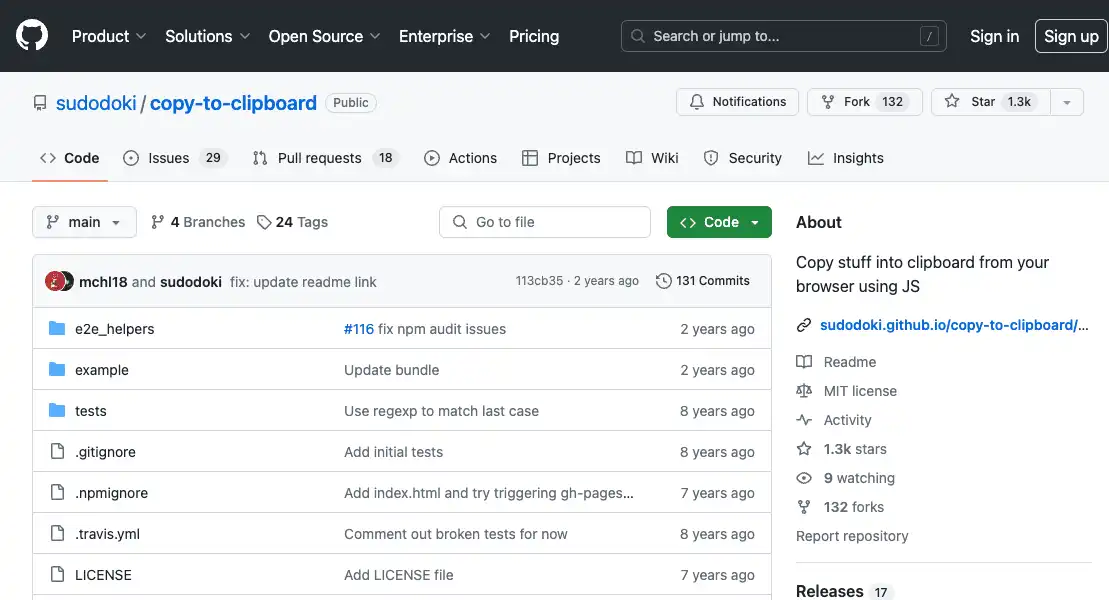 Product Solutions Open Source Enterprise Pricing Search or jump to... / Sign in Sign up
sudodoki / copy-to-clipboard Public Notifications Fork 132 Star 1.3k
Code Issues 29 Pull requests 18 Actions Projects Wiki Security Insights
main 4 Branches 24 Tags Go to file Code
mchl18 and sudodoki fix: update readme link 113cb35 · 2 years ago 131 Commits
e2e_helpers #116 fix npm audit issues 2 years ago
example Update bundle 2 years ago
tests Use regexp to match last case 8 years ago
.gitignore Add initial tests 8 years ago
.npmignore Add index.html and try triggering gh-pages... 7 years ago
.travis.yml Comment out broken tests for now 8 years ago
LICENSE Add LICENSE file 7 years ago
About
Copy stuff into clipboard from your
browser using JS
sudodoki.github.io/copy-to-clipboard/...
Readme
MIT license
Activity
1.3k stars
9 watching
132 forks
Report repository
Releases 17